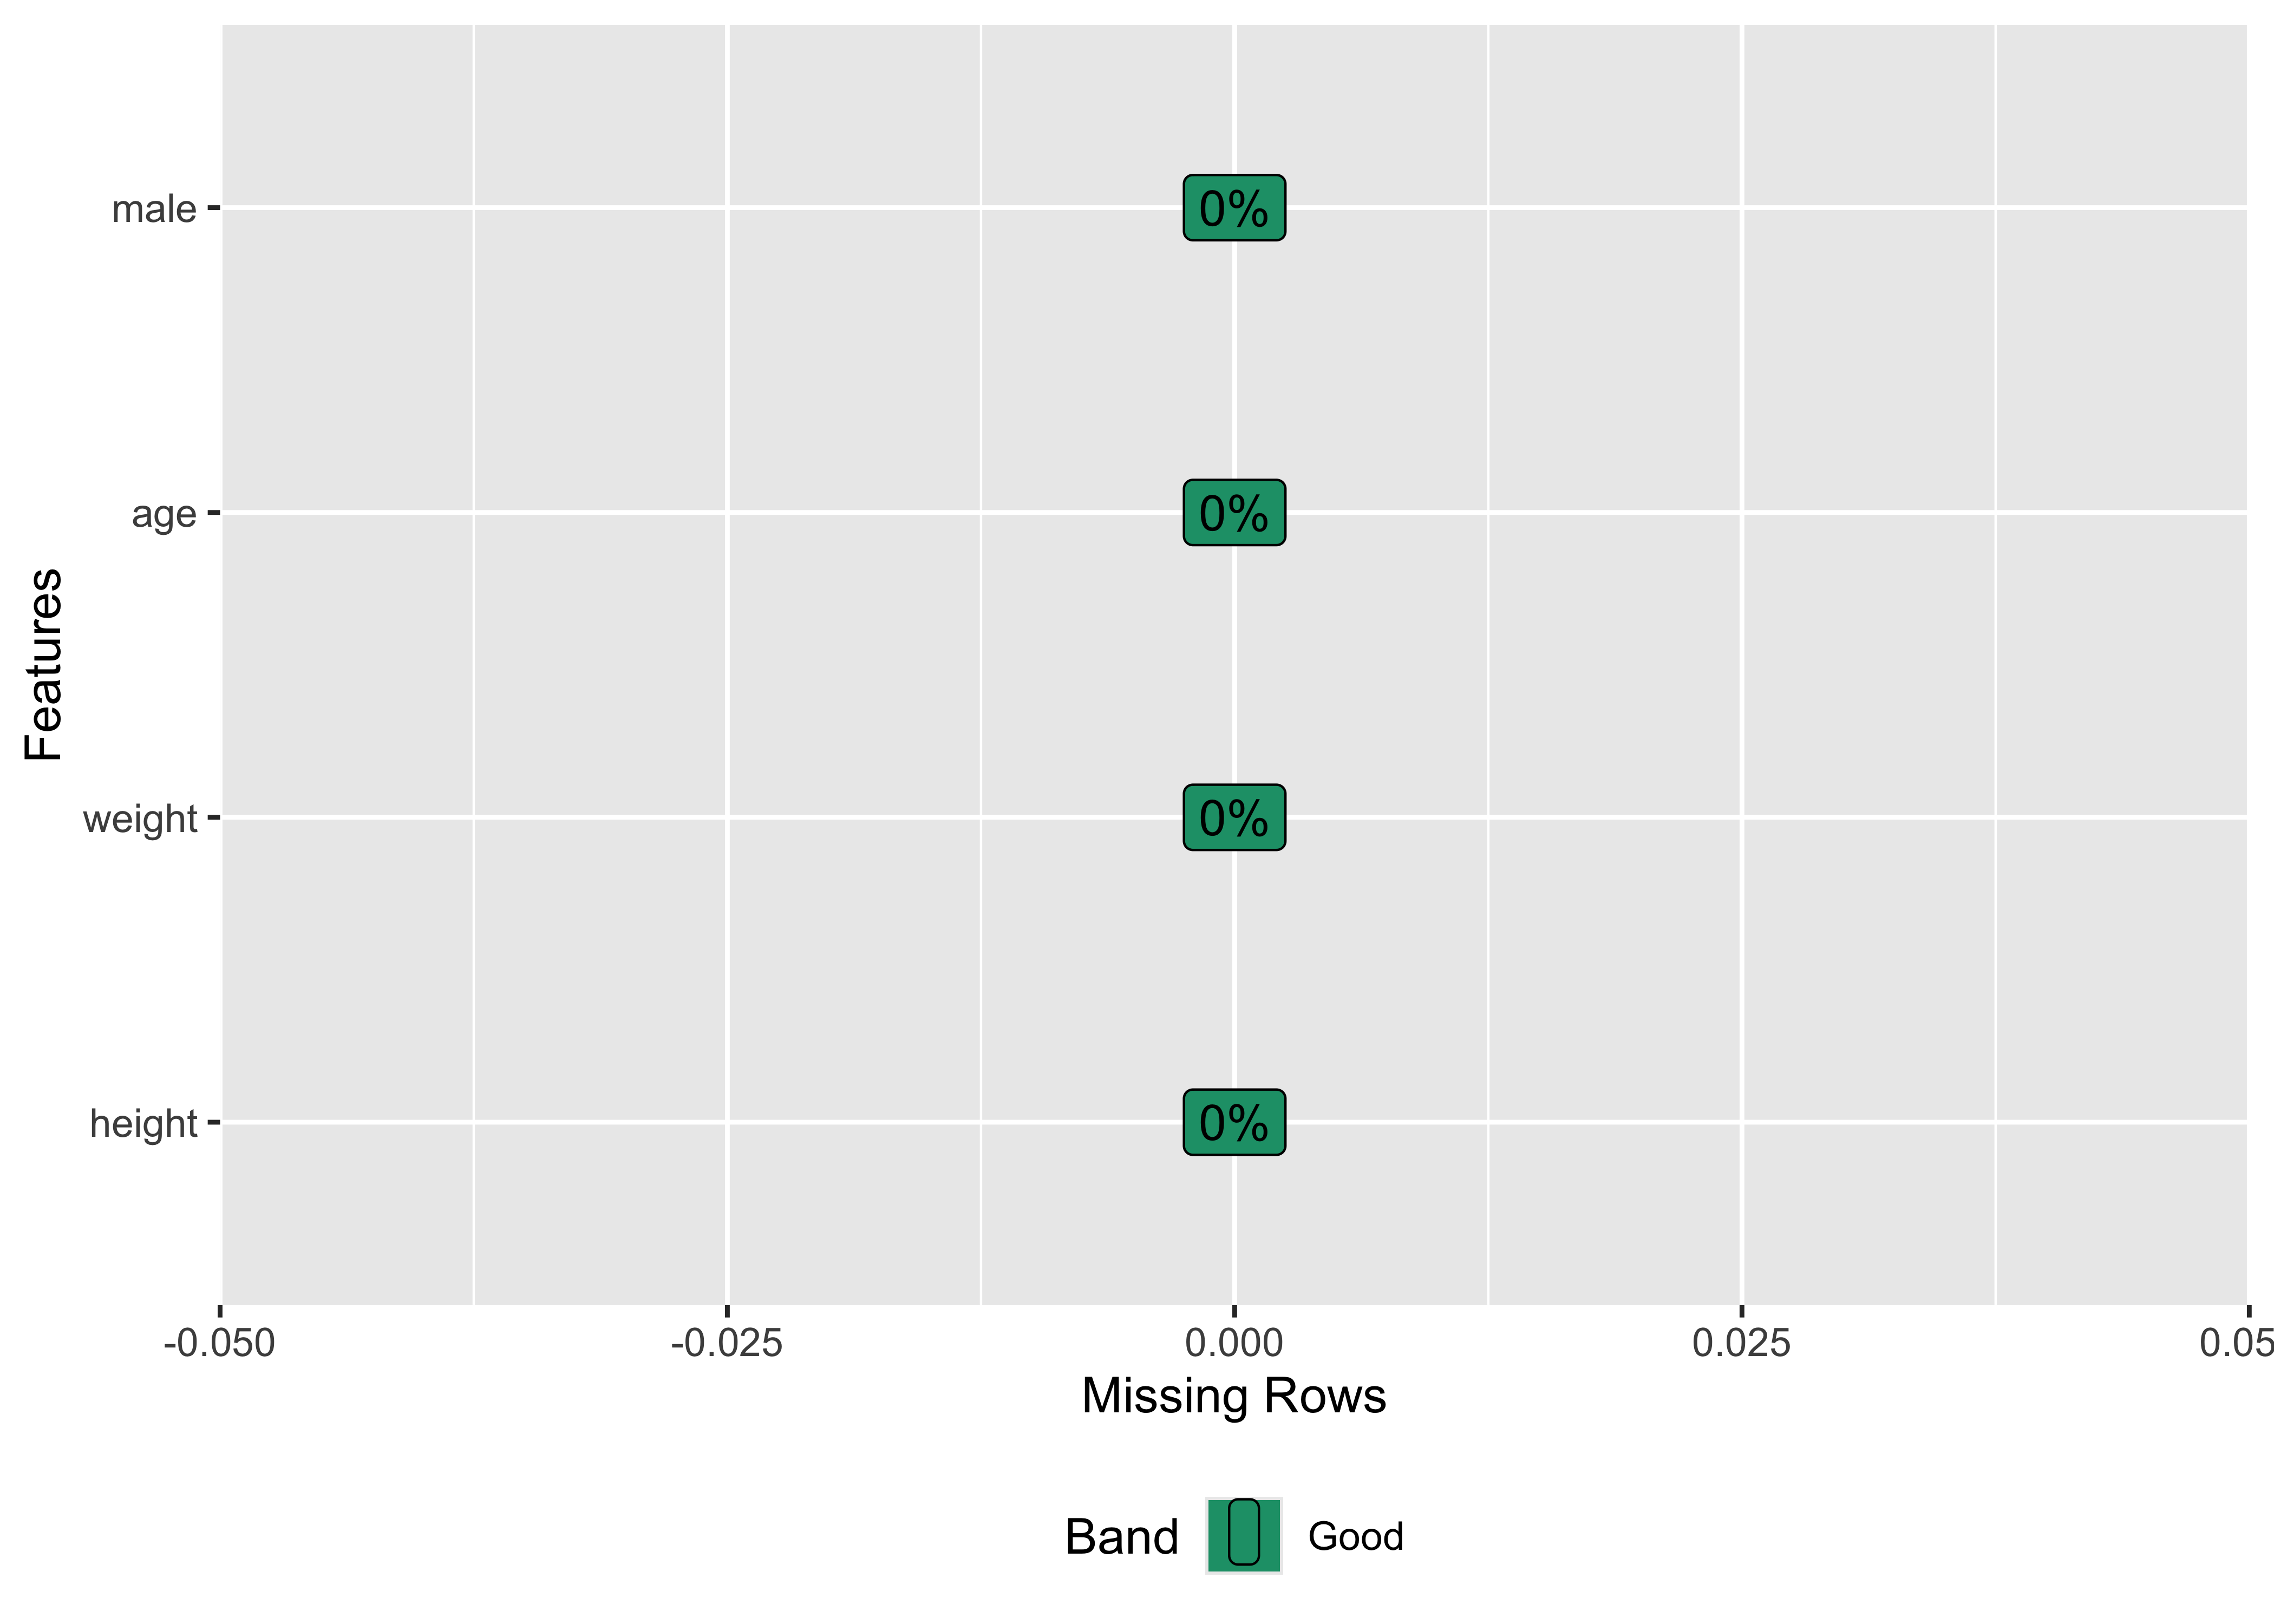 male
0%
age
0%
weight
0%
height
0%
Features
-0.050
-0.025
0.000
0.025
0.05
Missing Rows
Band
Good